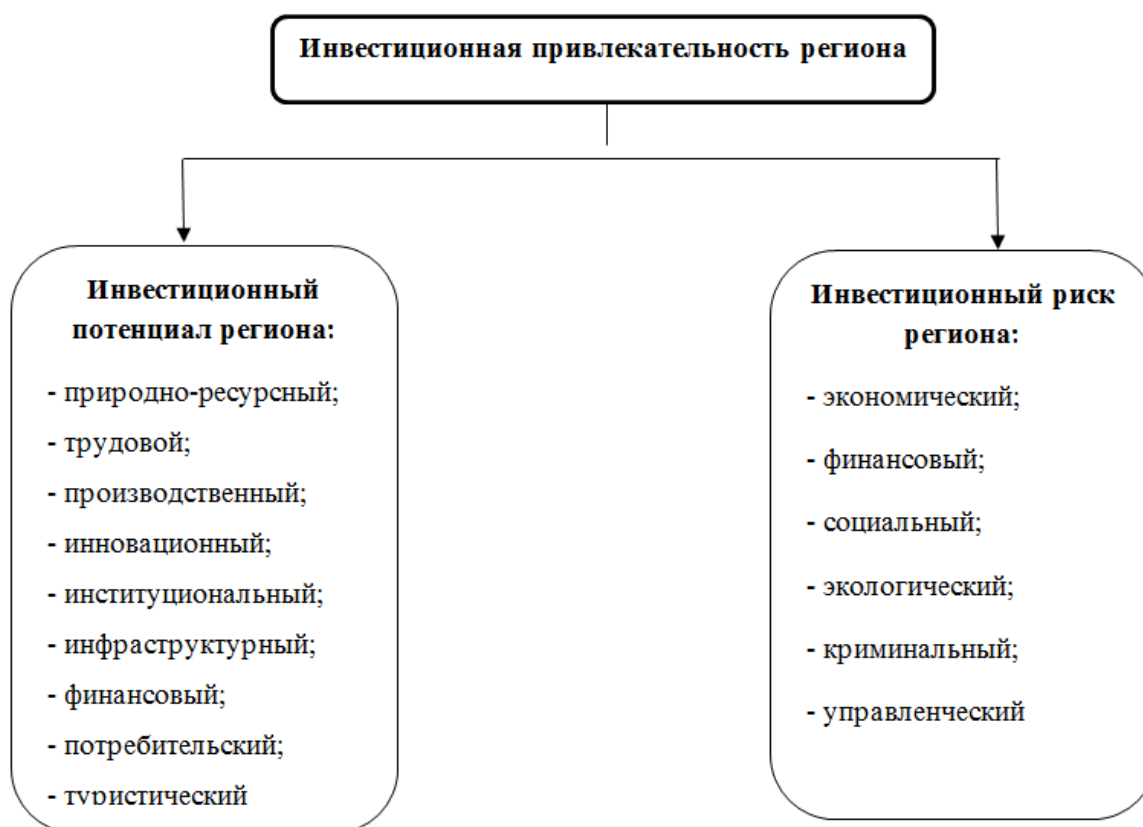 Инвестиционная привлекательность региона
Инвестиционный
потенциал региона:
- природно-ресурсный;
- трудовой;
- производственный;
- инновационный;
- институциональный;
- инфраструктурный;
- финансовый;
- потребительский;
- туристический
Инвестиционный риск
региона:
- экономический;
- финансовый;
- социальный;
- экологический;
- криминальный;
- управленческий